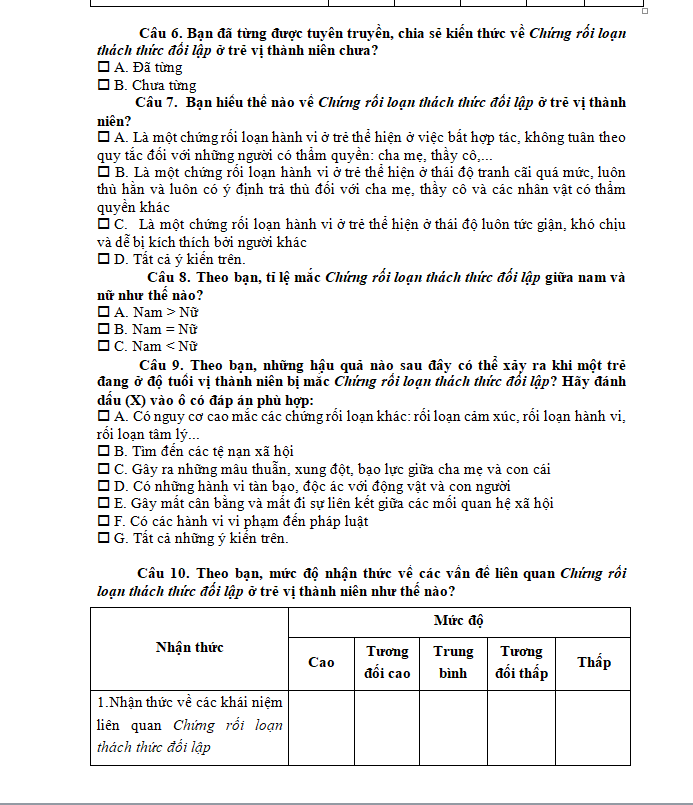 Câu 6. Bạn đã từng được tuyên truyền, chia sẽ kiến thức về Chứng rối loạn
thách thức đối lập ở trẻ vị thành niên chưa?
☐ A. Đã từng
☐ B. Chưa từng
Câu 7. Bạn hiểu thế nào về Chứng rối loạn thách thức đối lập ở trẻ vị thành
niên?
☐ A. Là một chứng rối loạn hành vi ở trẻ thể hiện ở việc bất hợp tác, không tuân theo
quy tắc đối với những người có thẩm quyền: cha mẹ, thầy cô,...
☐ B. Là một chứng rối loạn hành vi ở trẻ thể hiện ở thái độ tranh cãi quá mức, luôn
thù hằn và luôn có ý định trả thù đối với cha mẹ, thầy cô và các nhân vật có thẩm
quyền khác
☐ C. Là một chứng rối loạn hành vi ở trẻ thể hiện ở thái độ luôn tức giận, khó chịu
và dễ bị kích thích bởi người khác
☐ D. Tất cả ý kiến trên.
Câu 8. Theo bạn, tỉ lệ mắc Chứng rối loạn thách thức đối lập giữa nam và
nữ như thế nào?
☐ A. Nam > Nữ
☐ B. Nam = Nữ
☐ C. Nam < Nữ
Câu 9. Theo bạn, những hậu quả nào sau đây có thể xảy ra khi một trẻ
đang ở độ tuổi vị thành niên bị mắc Chứng rối loạn thách thức đối lập? Hãy đánh
dấu (X) vào ô có đáp án phù hợp:
☐ A. Có nguy cơ cao mắc các chứng rối loạn khác: rối loạn cảm xúc, rối loạn hành vi,
rối loạn tâm lý...
☐ B. Tìm đến các tệ nạn xã hội
☐ C. Gây ra những mâu thuẫn, xung đột, bạo lực giữa cha mẹ và con cái
☐ D. Có những hành vi tàn bạo, độc ác với động vật và con người
☐ E. Gây mất cân bằng và mất đi sự liên kết giữa các mối quan hệ xã hội
☐ F. Có các hành vi vi phạm đến pháp luật
☐ G. Tất cả những ý kiến trên.
Câu 10. Theo bạn, mức độ nhận thức về các vấn đề liên quan Chứng rối
loạn thách thức đối lập ở trẻ vị thành niên như thế nào?
Nhận thức
Mức độ
Cao
Tương
đối cao
Trung
bình
Tương
đối thấp
Thấp
1.Nhận thức về các khái niệm
liên quan Chứng rối loạn
thách thức đối lập